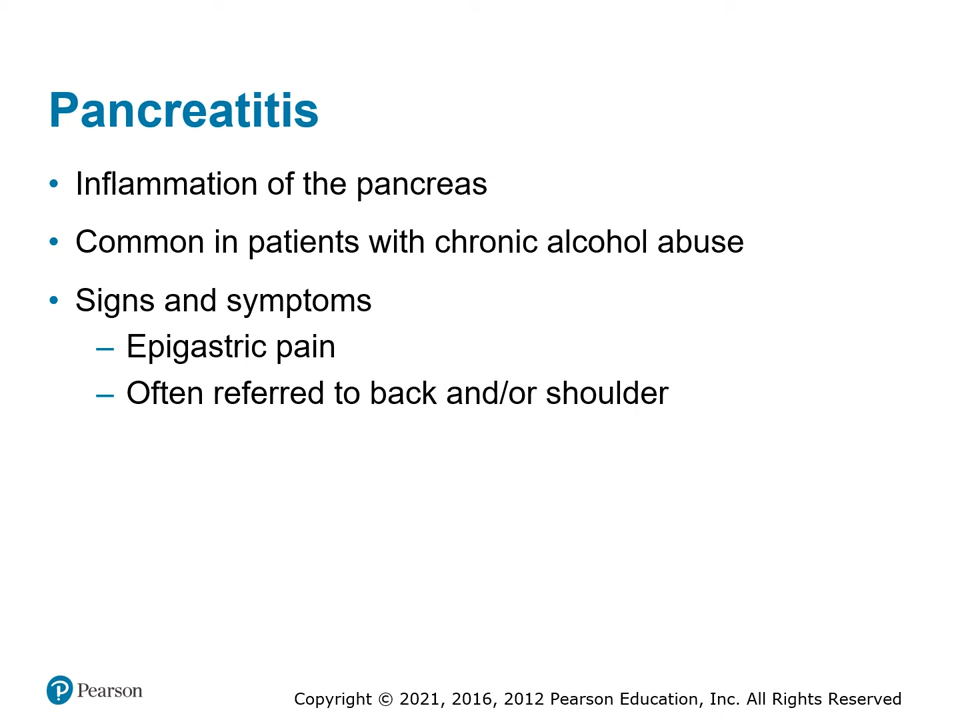 Pancreatitis
• Inflammation of the pancreas
• Common in patients with chronic alcohol abuse
• Signs and symptoms
– Epigastric pain
– Often referred to back and/or shoulder
Pearson
Copyright © 2021, 2016, 2012 Pearson Education, Inc. All Rights Reserved